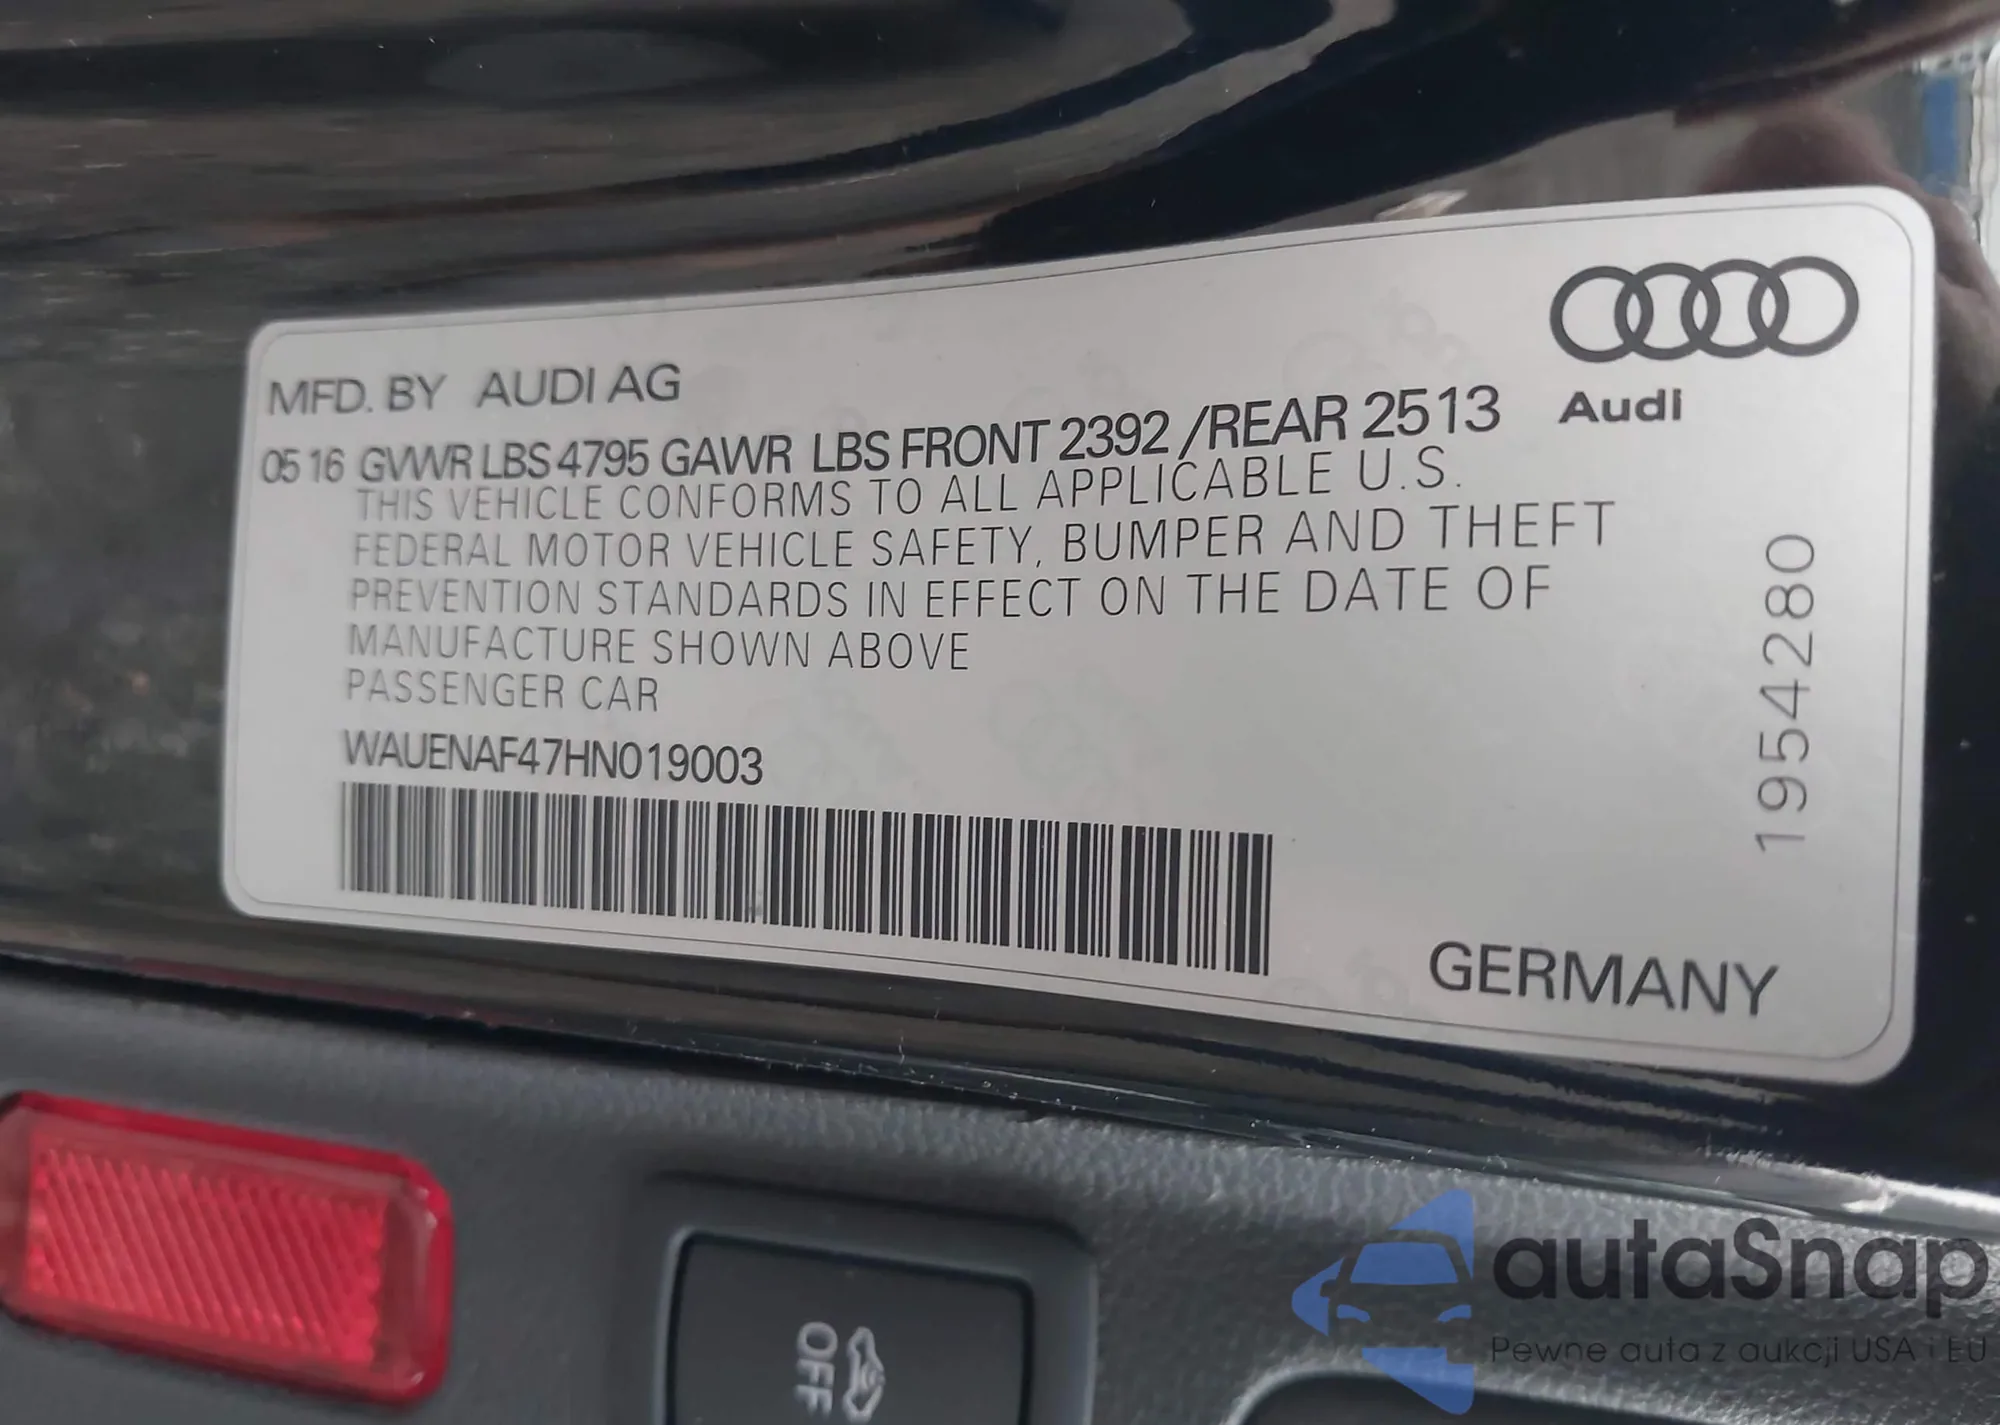 MFD. BY AUDI AG
Audi
05 16 GVWR LBS 4795 GAWR LBS FRONT 2392 /REAR 2513
THIS VEHICLE CONFORMS TO ALL APPLICABLE U.S.
FEDERAL MOTOR VEHICLE SAFETY, BUMPER AND THEFT
PREVENTION STANDARDS IN EFFECT ON THE DATE OF
MANUFACTURE SHOWN ABOVE
PASSENGER CAR
WAUENAF47HN019003
1954280
GERMANY
OFF
autaSnap
Pewne auta z aukcji USA i EU